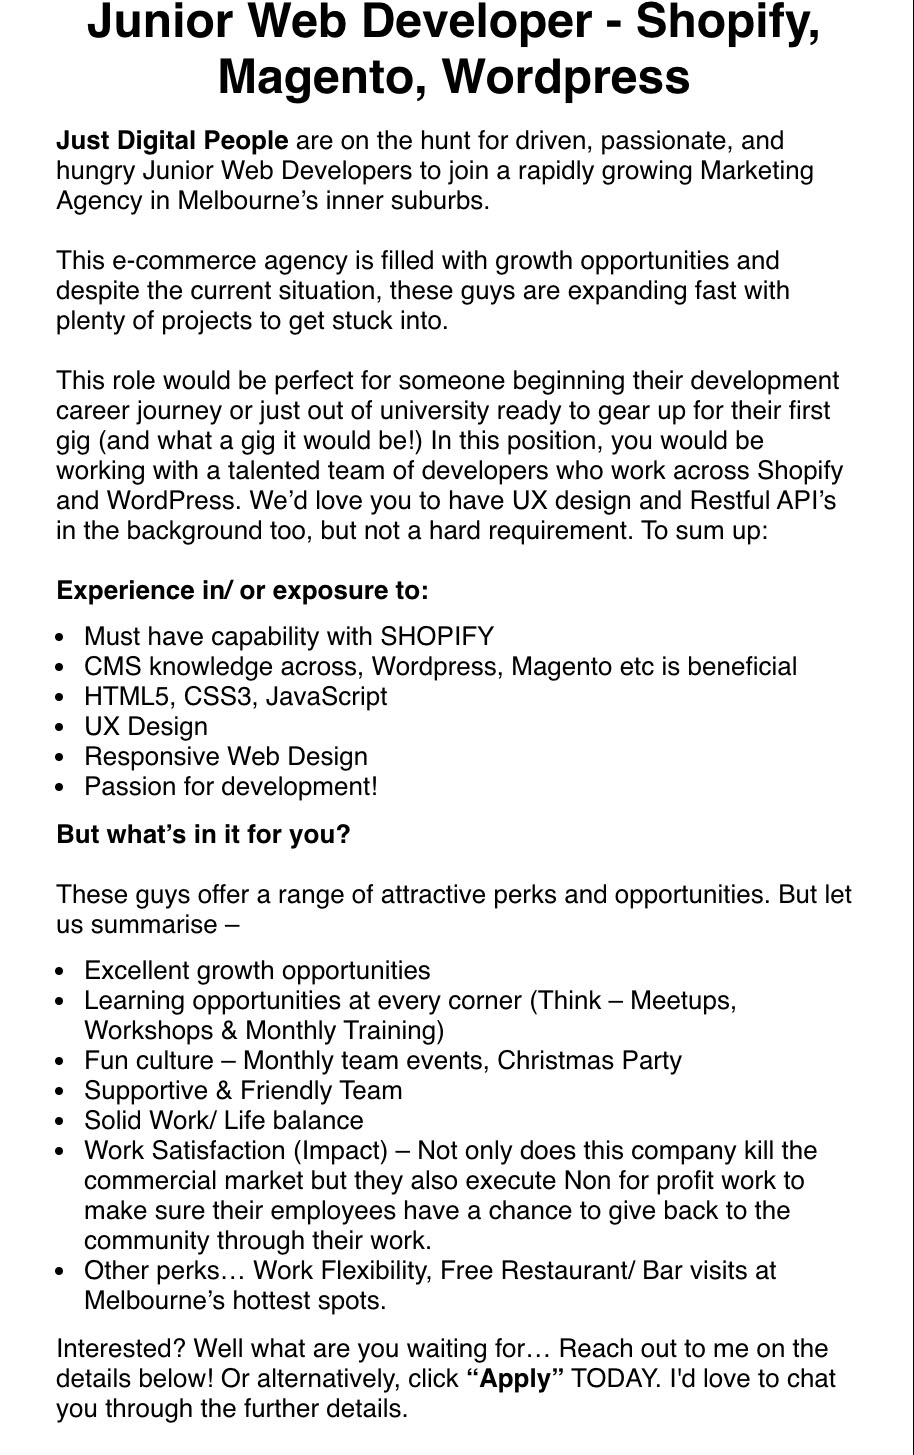 Junior Web Developer - Shopify,
Magento, Wordpress
Just Digital People are on the hunt for driven, passionate, and
hungry Junior Web Developers to join a rapidly growing Marketing
Agency in Melbourne’s inner suburbs.
This e-commerce agency is filled with growth opportunities and
despite the current situation, these guys are expanding fast with
plenty of projects to get stuck into.
This role would be perfect for someone beginning their development
career journey or just out of university ready to gear up for their first
gig (and what a gig it would be!) In this position, you would be
working with a talented team of developers who work across Shopify
and WordPress. We’d love you to have UX design and Restful API’s
in the background too, but not a hard requirement. To sum up:
Experience in/ or exposure to:
• Must have capability with SHOPIFY
• CMS knowledge across, Wordpress, Magento etc is beneficial
• HTML5, CSS3, JavaScript
• UX Design
• Responsive Web Design
• Passion for development!
But what’s in it for you?
These guys offer a range of attractive perks and opportunities. But let
us summarise –
• Excellent growth opportunities
• Learning opportunities at every corner (Think – Meetups,
Workshops & Monthly Training)
• Fun culture – Monthly team events, Christmas Party
• Supportive & Friendly Team
• Solid Work/ Life balance
• Work Satisfaction (Impact) – Not only does this company kill the
commercial market but they also execute Non for profit work to
make sure their employees have a chance to give back to the
community through their work.
• Other perks… Work Flexibility, Free Restaurant/ Bar visits at
Melbourne’s hottest spots.
Interested? Well what are you waiting for… Reach out to me on the
details below! Or alternatively, click “Apply” TODAY. I'd love to chat
you through the further details.